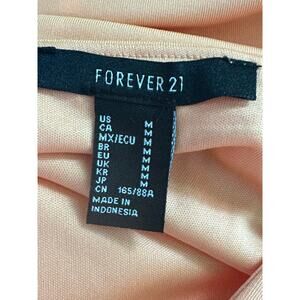 FOREVER 21
US M
CA M
MX/ECU M
BR M
EU M
UK M
KR M
JP M
CN 165/88A
MADE IN
INDONESIA